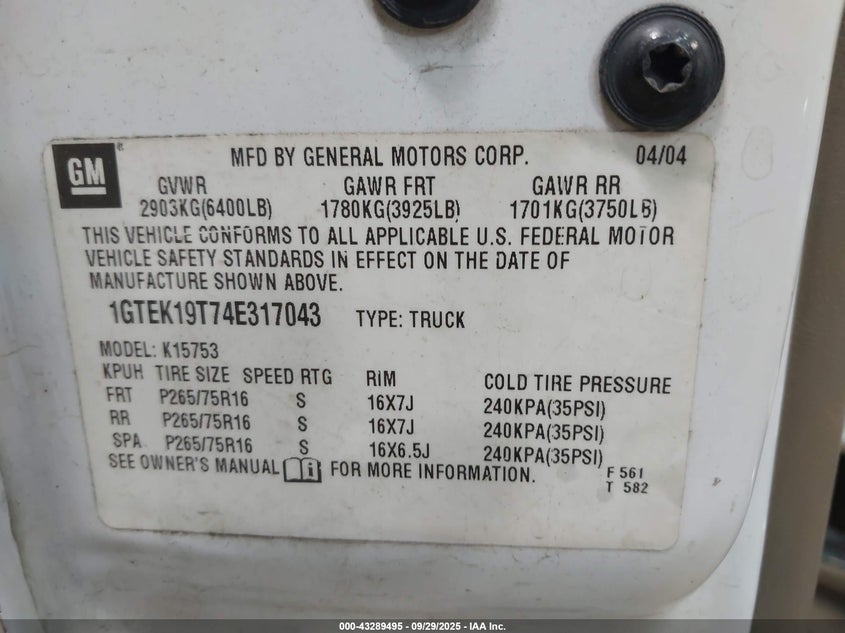 GM ® MFD BY GENERAL MOTORS CORP. 04/04
GVWR GAWR FRT GAWR RR
2903KG(6400LB) 1780KG(3925LB) 1701KG(3750LB)
THIS VEHICLE CONFORMS TO ALL APPLICABLE U.S. FEDERAL MOTOR
VEHICLE SAFETY STANDARDS IN EFFECT ON THE DATE OF
MANUFACTURE SHOWN ABOVE.
1GTEK19T74E317043 TYPE: TRUCK
MODEL: K15753
KPUH TIRE SIZE SPEED RTG RIM COLD TIRE PRESSURE
FRT P265/75R16 S 16X7J 240KPA(35PSI)
RR P265/75R16 S 16X7J 240KPA(35PSI)
SPA P265/75R16 S 16X6.5J 240KPA(35PSI)
SEE OWNER'S MANUAL FOR MORE INFORMATION.
F 561
T 582
000-43289495 - 09/29/2025 - IAA Inc.